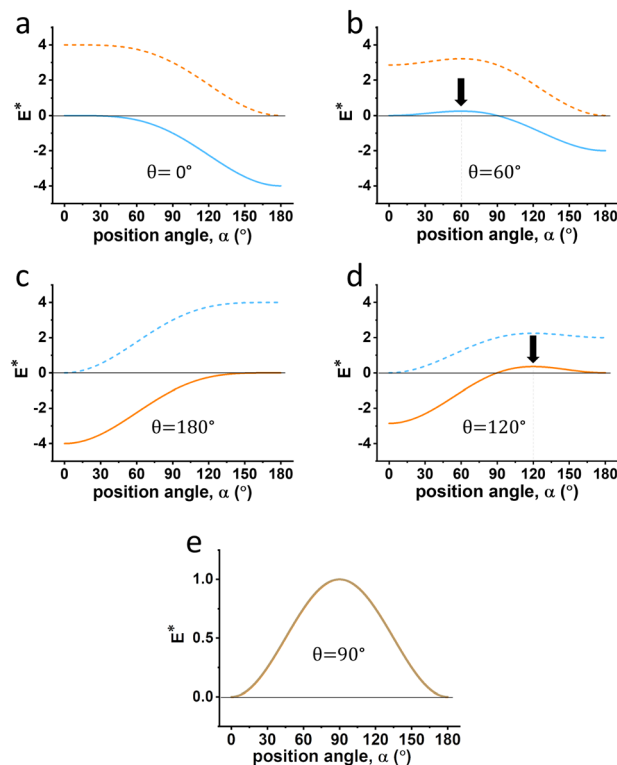 a
b
4
2
0
-2
-4
E*
θ= 0°
0 30 60 90 120 150 180
position angle, α (°)
4
2
0
-2
-4
E*
θ=60°
0 30 60 90 120 150 180
position angle, α (°)
c
d
4
2
0
-2
-4
E*
θ=180°
0 30 60 90 120 150 180
position angle, α (°)
4
2
0
-2
-4
E*
θ=120°
0 30 60 90 120 150 180
position angle, α (°)
e
1.0
0.5
0.0
E*
θ=90°
0 30 60 90 120 150 180
position angle, α (°)